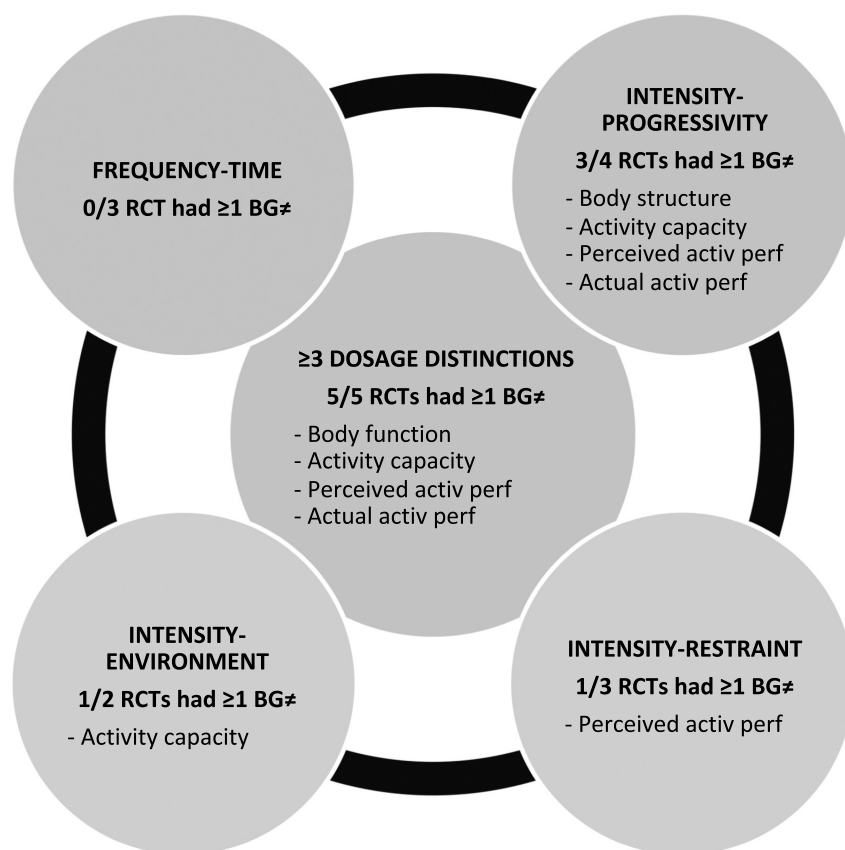 FREQUENCY-TIME
0/3 RCT had ≥1 BG≠
INTENSITY-
PROGRESSIVITY
3/4 RCTs had ≥1 BG≠
- Body structure
- Activity capacity
- Perceived activ perf
- Actual activ perf
≥3 DOSAGE DISTINCTIONS
5/5 RCTs had ≥1 BG≠
- Body function
- Activity capacity
- Perceived activ perf
- Actual activ perf
INTENSITY-
ENVIRONMENT
1/2 RCTs had ≥1 BG≠
- Activity capacity
INTENSITY-RESTRAINT
1/3 RCTs had ≥1 BG≠
- Perceived activ perf